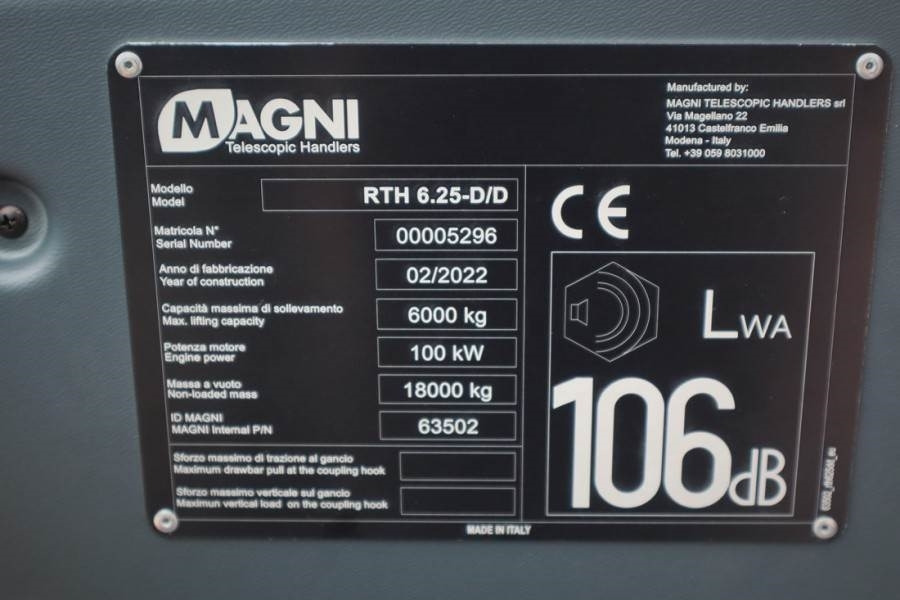 MAGNI
Telescopic Handlers
Manufactured by:
MAGNI TELESCOPIC HANDLERS srl
Via Magellano 22
41013 Castelfranco Emilia
Modena - Italy
Tel. +39 059 8031000
Modello
Model
RTH 6.25-D/D
Matricola N°
Serial Number
00005296
Anno di fabbricazione
Year of construction
02/2022
Capacità massima di sollevamento
Max. lifting capacity
6000 kg
Potenza motore
Engine power
100 kW
Massa a vuoto
Non-loaded mass
18000 kg
ID MAGNI
MAGNI Internal P/N
63502
Sforzo massimo di trazione al gancio
Maximum drawbar pull at the coupling hook
Sforzo massimo verticale sul gancio
Maximun vertical load on the coupling hook
CE
LWA
106dB
MADE IN ITALY